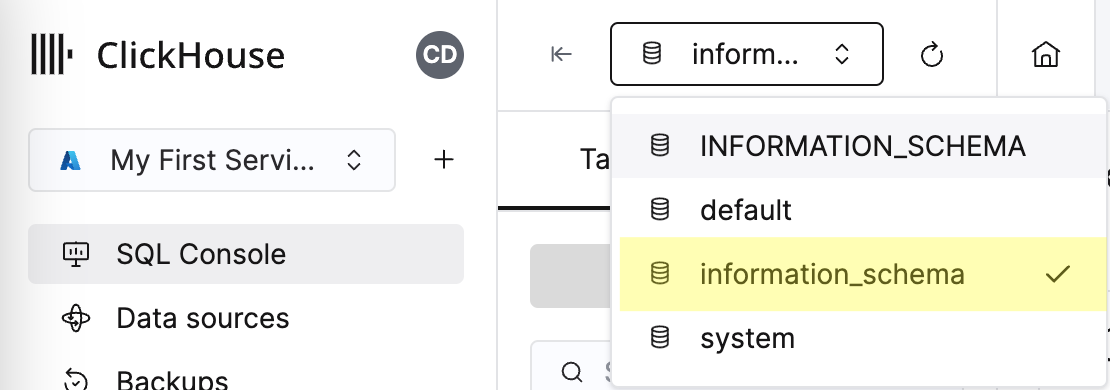 ClickHouse
CD
inform...
My First Servi...
SQL Console
Data sources
Backups
Ta
INFORMATION_SCHEMA
default
information_schema
system